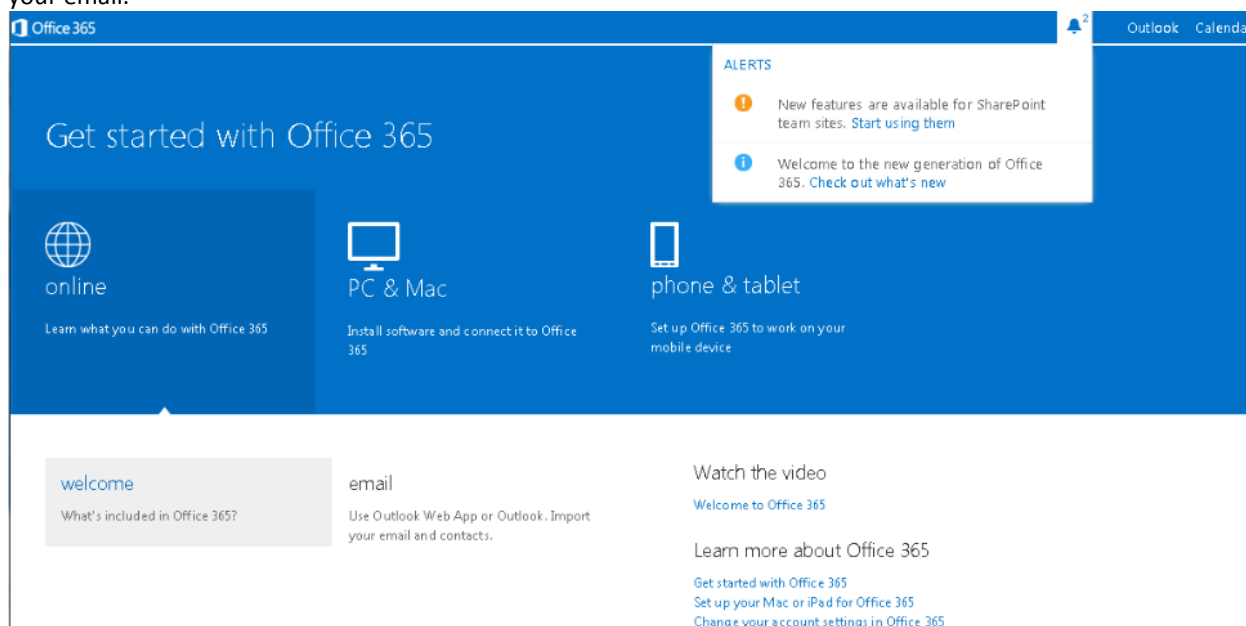 your email.
Office 365
2
Outlook Calenda
ALERTS
New features are available for SharePoint
team sites. Start using them
Welcome to the new generation of Office
365. Check out what's new
Get started with Office 365
online
Learn what you can do with Office 365
PC & Mac
Install software and connect it to Office
365
phone & tablet
Set up Office 365 to work on your
mobile device
welcome
What's included in Office 365?
email
Use Outlook Web App or Outlook. Import
your email and contacts.
Watch the video
Welcome to Office 365
Learn more about Office 365
Get started with Office 365
Set up your Mac or iPad for Office 365
Change your account settings in Office 365